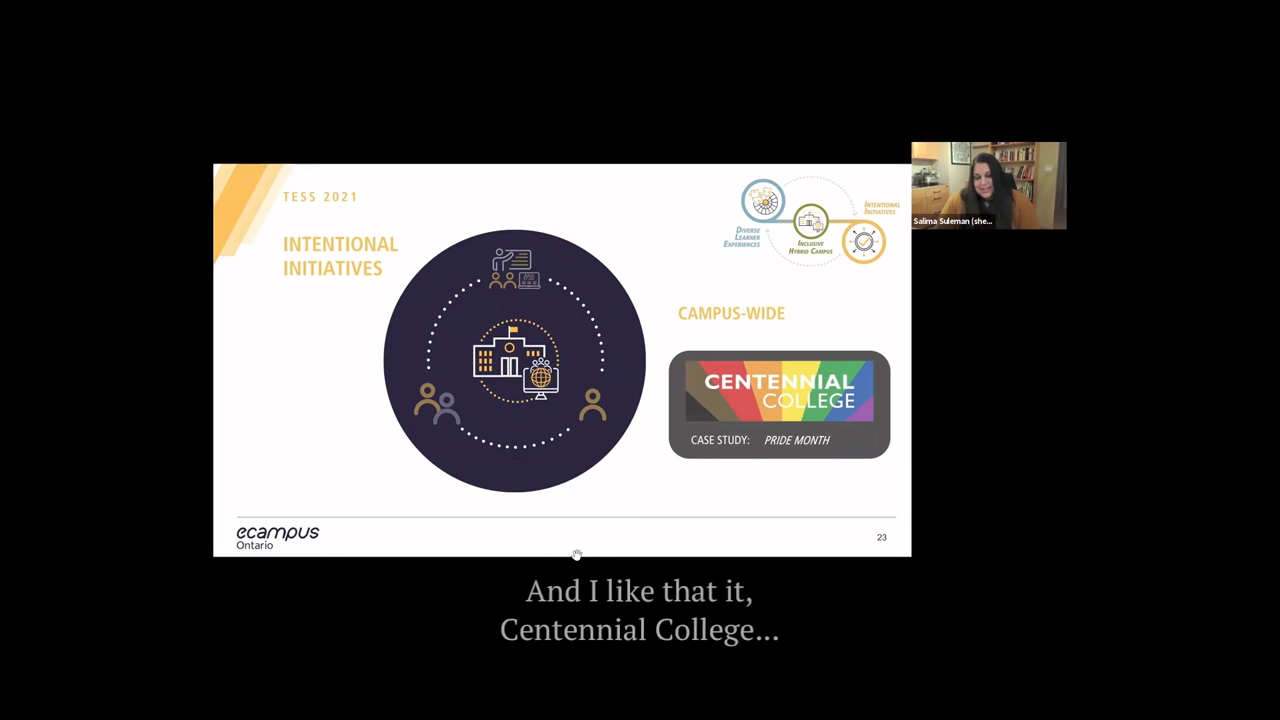 TESS 2021
INTENTIONAL
INITIATIVES
DIVERSE
LEARNER
EXPERIENCES
INCLUSIVE
HYBRID CAMPUS
INTENTIONAL
INITIATIVES
Salima Suleman (she...
CAMPUS-WIDE
CENTENNIAL
COLLEGE
CASE STUDY: PRIDE MONTH
ecampus
Ontario
23
And I like that it,
Centennial College...